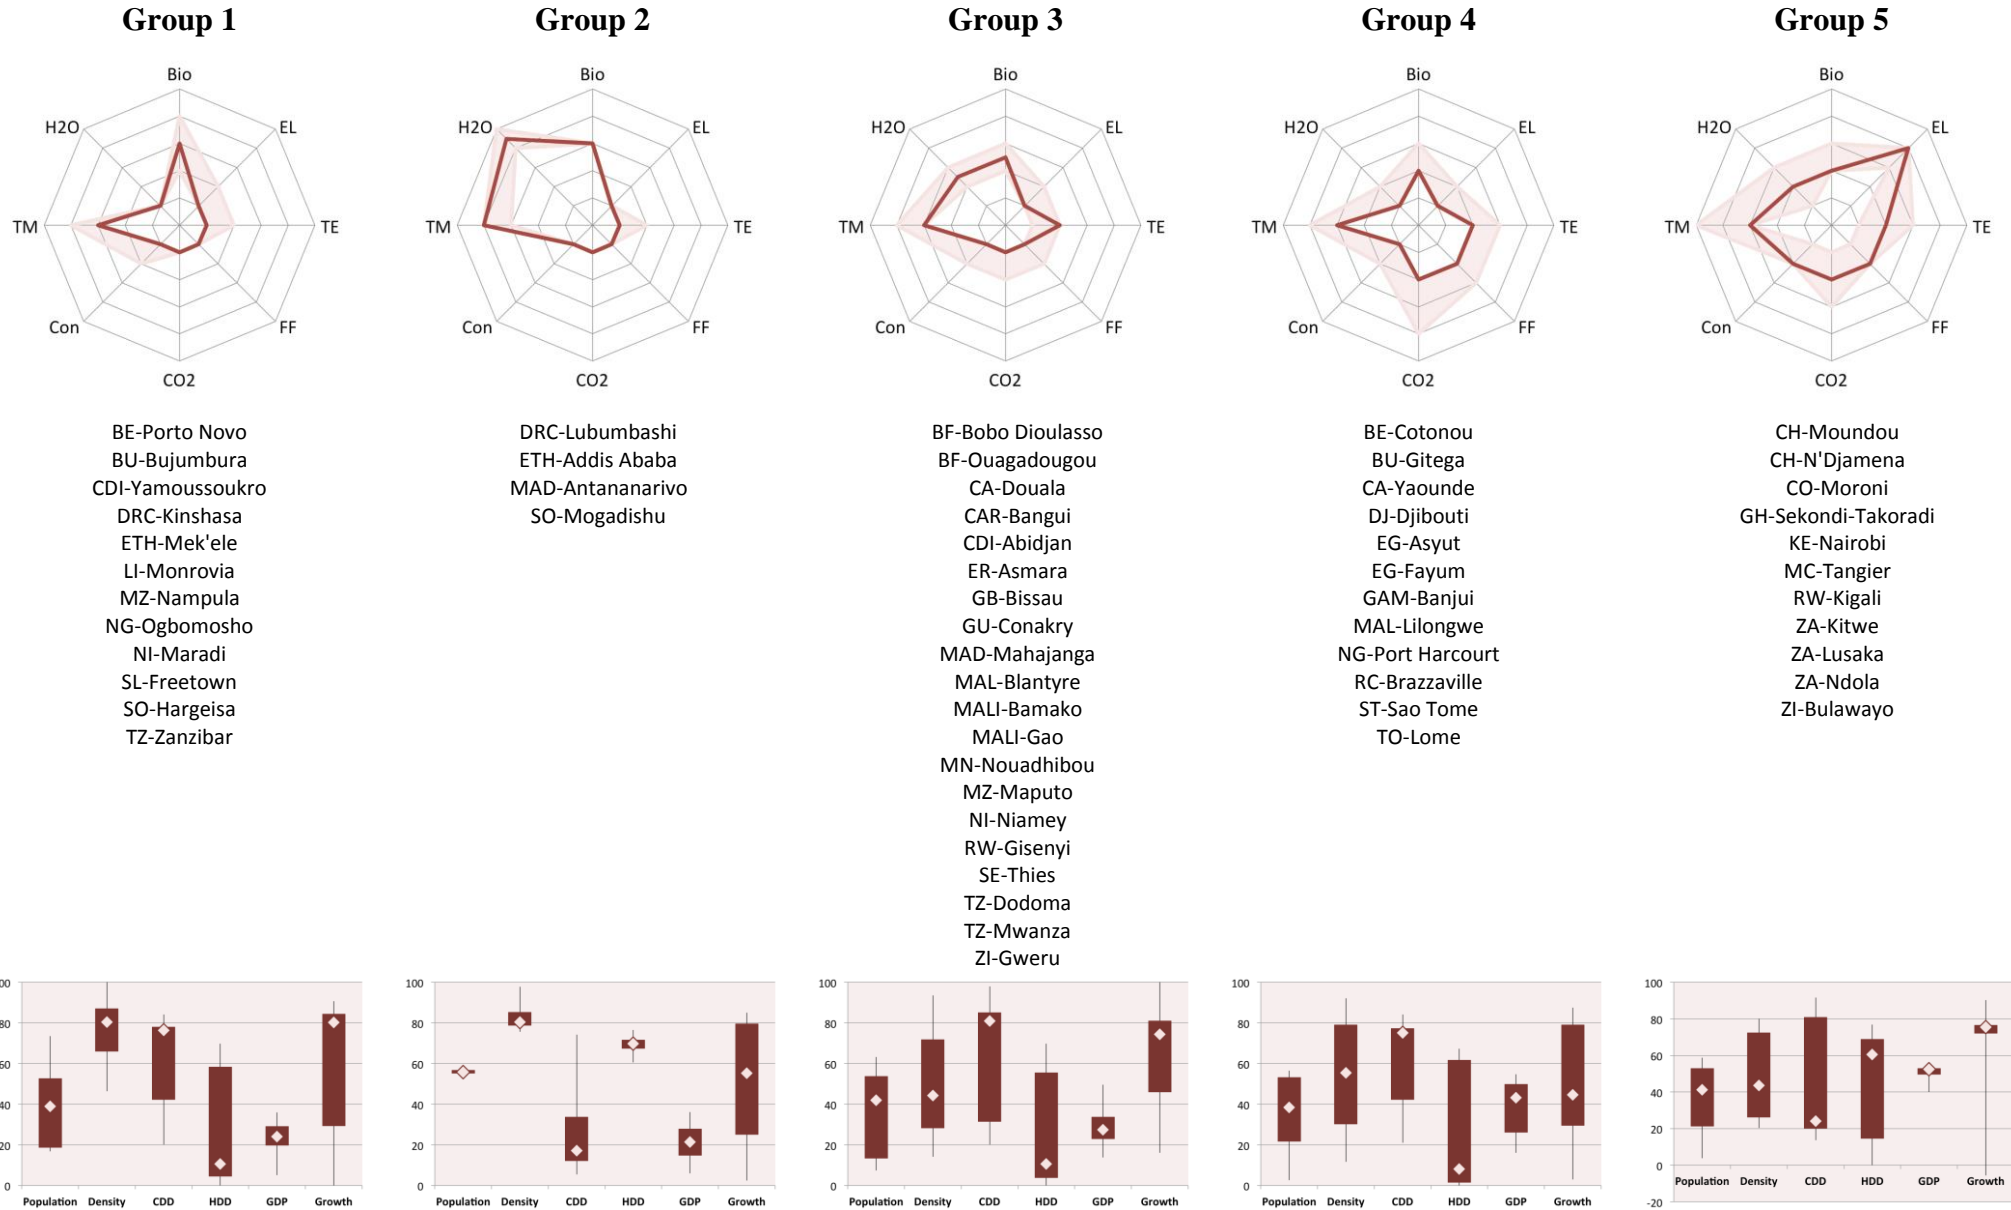 Group 1
Bio
EL
TE
FF
CO2
Con
TM
H2O
BE-Porto Novo
BU-Bujumbura
CDI-Yamoussoukro
DRC-Kinshasa
ETH-Mek'ele
LI-Monrovia
MZ-Nampula
NG-Ogbomosho
NI-Maradi
SL-Freetown
SO-Hargeisa
TZ-Zanzibar
00
80
60
40
20
0
Population Density CDD HDD GDP Growth
Group 2
Bio
EL
TE
FF
CO2
Con
TM
H2O
DRC-Lubumbashi
ETH-Addis Ababa
MAD-Antananarivo
SO-Mogadishu
100
80
60
40
20
0
Population Density CDD HDD GDP Growth
Group 3
Bio
EL
TE
FF
CO2
Con
TM
H2O
BF-Bobo Dioulasso
BF-Ouagadougou
CA-Douala
CAR-Bangui
CDI-Abidjan
ER-Asmara
GB-Bissau
GU-Conakry
MAD-Mahajanga
MAL-Blantyre
MALI-Bamako
MALI-Gao
MN-Nouadhibou
MZ-Maputo
NI-Niamey
RW-Gisenyi
SE-Thies
TZ-Dodoma
TZ-Mwanza
ZI-Gweru
100
80
60
40
20
0
Population Density CDD HDD GDP Growth
Group 4
Bio
EL
TE
FF
CO2
Con
TM
H2O
BE-Cotonou
BU-Gitega
CA-Yaounde
DJ-Djibouti
EG-Asyut
EG-Fayum
GAM-Banjui
MAL-Lilongwe
NG-Port Harcourt
RC-Brazzaville
ST-Sao Tome
TO-Lome
100
80
60
40
20
0
Population Density CDD HDD GDP Growth
Group 5
Bio
EL
TE
FF
CO2
Con
TM
H2O
CH-Moundou
CH-N'Djamena
CO-Moroni
GH-Sekondi-Takoradi
KE-Nairobi
MC-Tangier
RW-Kigali
ZA-Kitwe
ZA-Lusaka
ZA-Ndola
ZI-Bulawayo
100
80
60
40
20
0
-20
Population Density CDD HDD GDP Growth